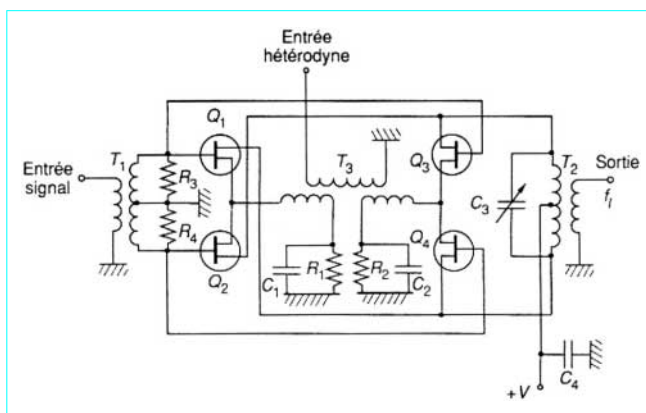 Entrée
hétérodyne
Q1
T1
Entrée
signal
R3
R4
Q2
T3
C1
R1
R2
C2
Q3
Q4
C3
T2
Sortie
fI
+V
C4